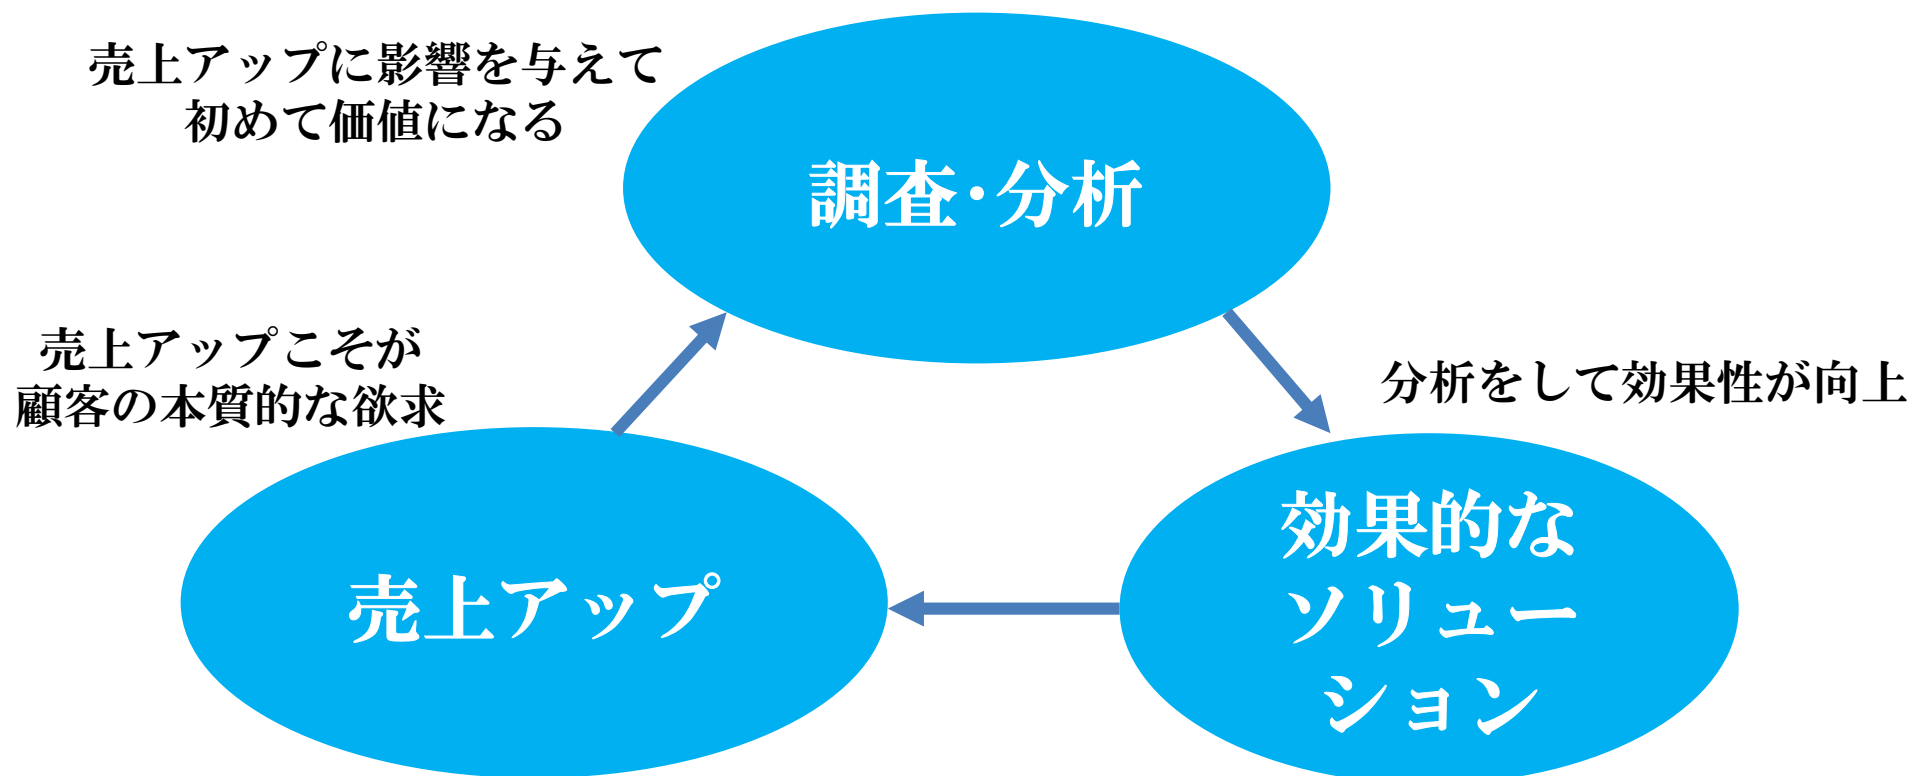 売上アップに影響を与えて
初めて価値になる
調査･分析
売上アップこそが
顧客の本質的な欲求
分析をして効果性が向上
売上アップ
効果的な
ソリュー
ション